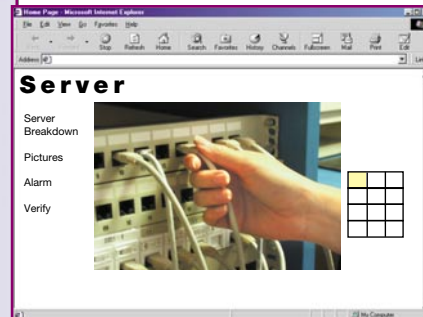 Home Page - Microsoft Internet Explorer
File Edit View Go Favorites Help
Stop Refresh Home Search Favorites History Channels Fullscreen Mail Print Edit
Address
Server
Server
Breakdown
Pictures
Alarm
Verify
My Computer